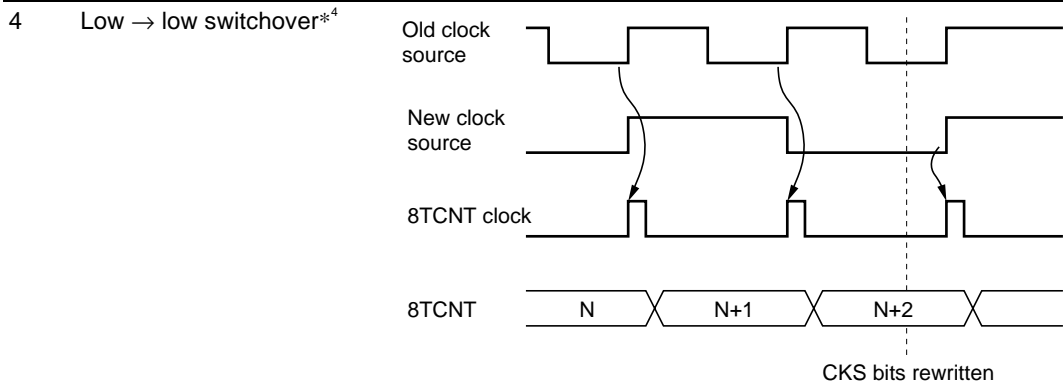 4 Low → low switchover*4
Old clock
source
New clock
source
8TCNT clock
8TCNT
N
N+1
N+2
CKS bits rewritten